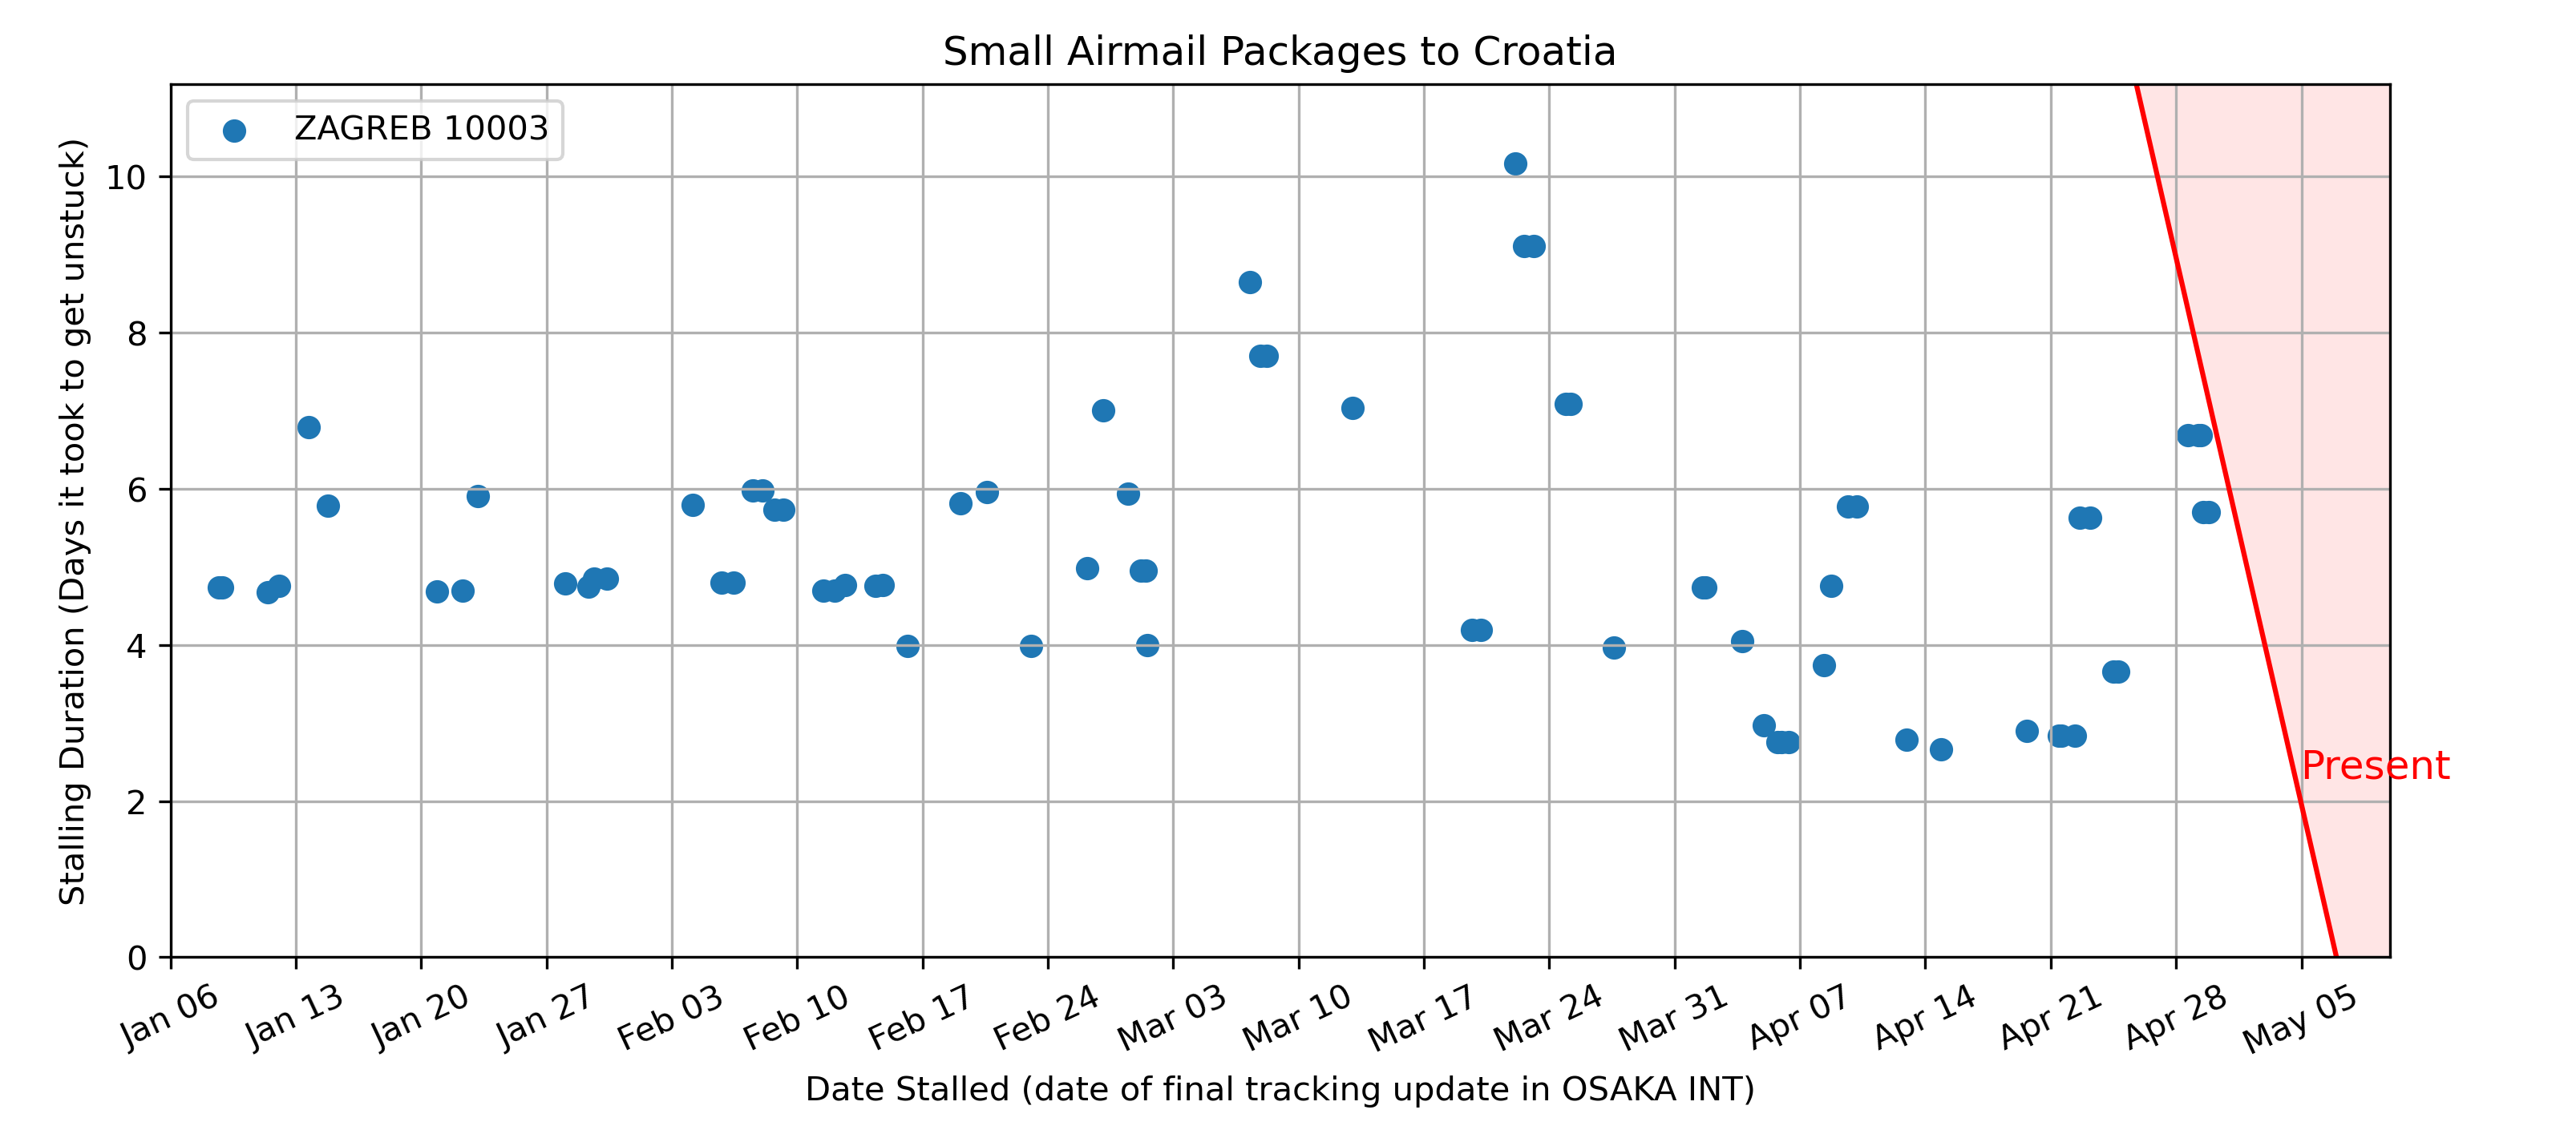 Small Airmail Packages to Croatia
ZAGREB 10003
Stalling Duration (Days it took to get unstuck)
10
8
6
4
2
0
Present
Jan 06
Jan 13
Jan 20
Jan 27
Feb 03
Feb 10
Feb 17
Feb 24
Mar 03
Mar 10
Mar 17
Mar 24
Mar 31
Apr 07
Apr 14
Apr 21
Apr 28
May 05
Date Stalled (date of final tracking update in OSAKA INT)